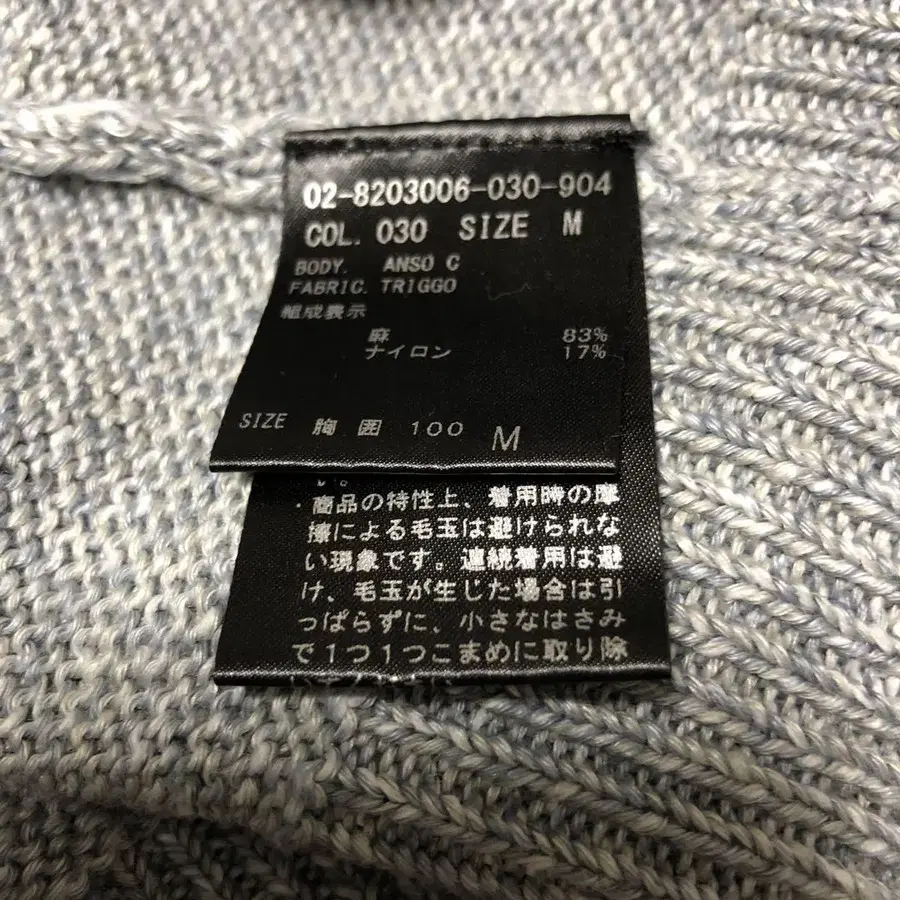 02-8203006-030-904
COL. 030 SIZE M
BODY. ANSO C
FABRIC. TRIGGO
組成表示
麻 83%
ナイロン 17%
SIZE 胸囲 100 M
い。
・商品の特性上、着用時の摩
擦による毛玉は避けられな
い現象です。連続着用は避
け、毛玉が生じた場合は引
っぱらずに、小さなはさみ
で1つ1つこまめに取り除